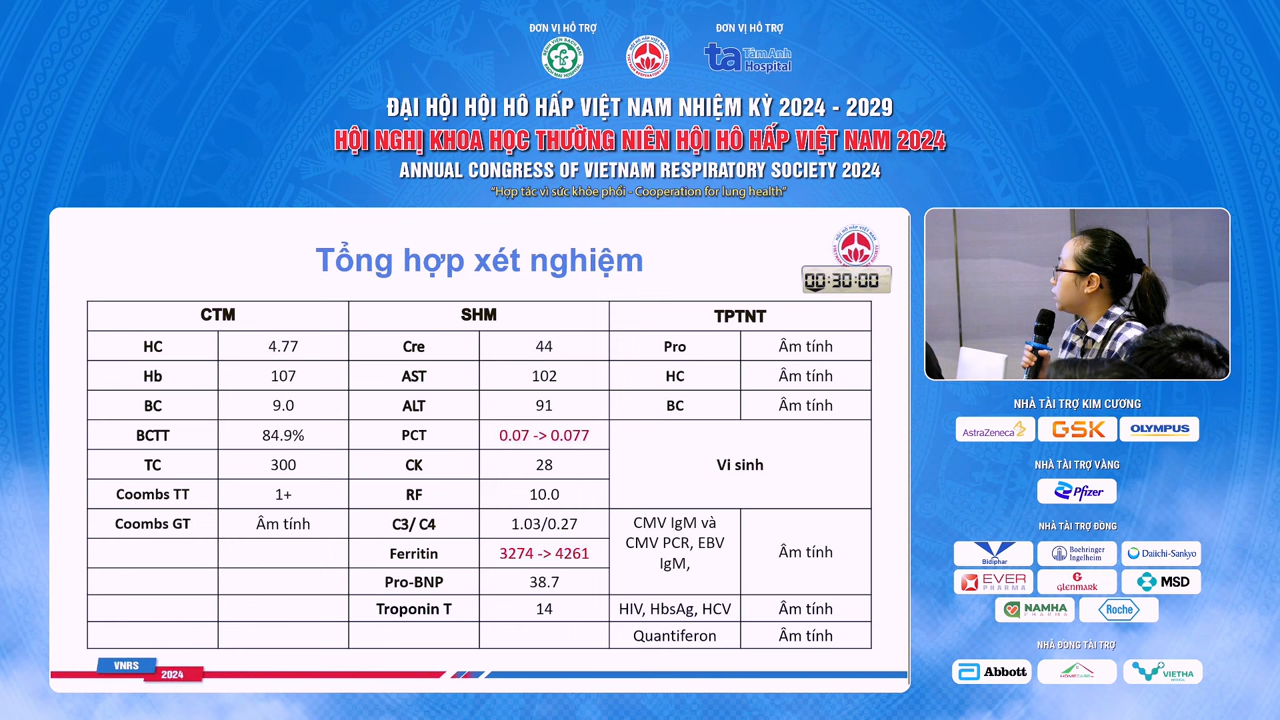 ĐƠN VỊ HỖ TRỢ
ĐƠN VỊ HỖ TRỢ
ta TâmAnh Hospital
ĐẠI HỘI HỘI HÔ HẤP VIỆT NAM NHIỆM KỲ 2024 - 2029
HỘI NGHỊ KHOA HỌC THƯỜNG NIÊN HỘI HÔ HẤP VIỆT NAM 2024
ANNUAL CONGRESS OF VIETNAM RESPIRATORY SOCIETY 2024
"Hợp tác vì sức khỏe phổi - Cooperation for lung health"
Tổng hợp xét nghiệm
00:30:00
CTM SHM TPTNT
HC 4.77 Cre 44 Pro Âm tính
Hb 107 AST 102 HC Âm tính
BC 9.0 ALT 91 BC Âm tính
BCTT 84.9% PCT 0.07 -> 0.077
TC 300 CK 28 Vi sinh
Coombs TT 1+ RF 10.0
Coombs GT Âm tính C3/ C4 1.03/0.27 CMV IgM và
CMV PCR, EBV
IgM, Âm tính
Ferritin 3274 -> 4261
Pro-BNP 38.7
Troponin T 14 HIV, HbsAg, HCV Âm tính
Quantiferon Âm tính
VNRS
2024
NHÀ TÀI TRỢ KIM CƯƠNG
AstraZeneca GSK OLYMPUS
NHÀ TÀI TRỢ VÀNG
Pfizer
NHÀ TÀI TRỢ ĐỒNG
Bidiphar Boehringer Ingelheim Daiichi-Sankyo
EVER PHARMA glenmark MSD
NAMHA PHARMA Roche
NHÀ ĐỒNG TÀI TRỢ
Abbott VIETHA